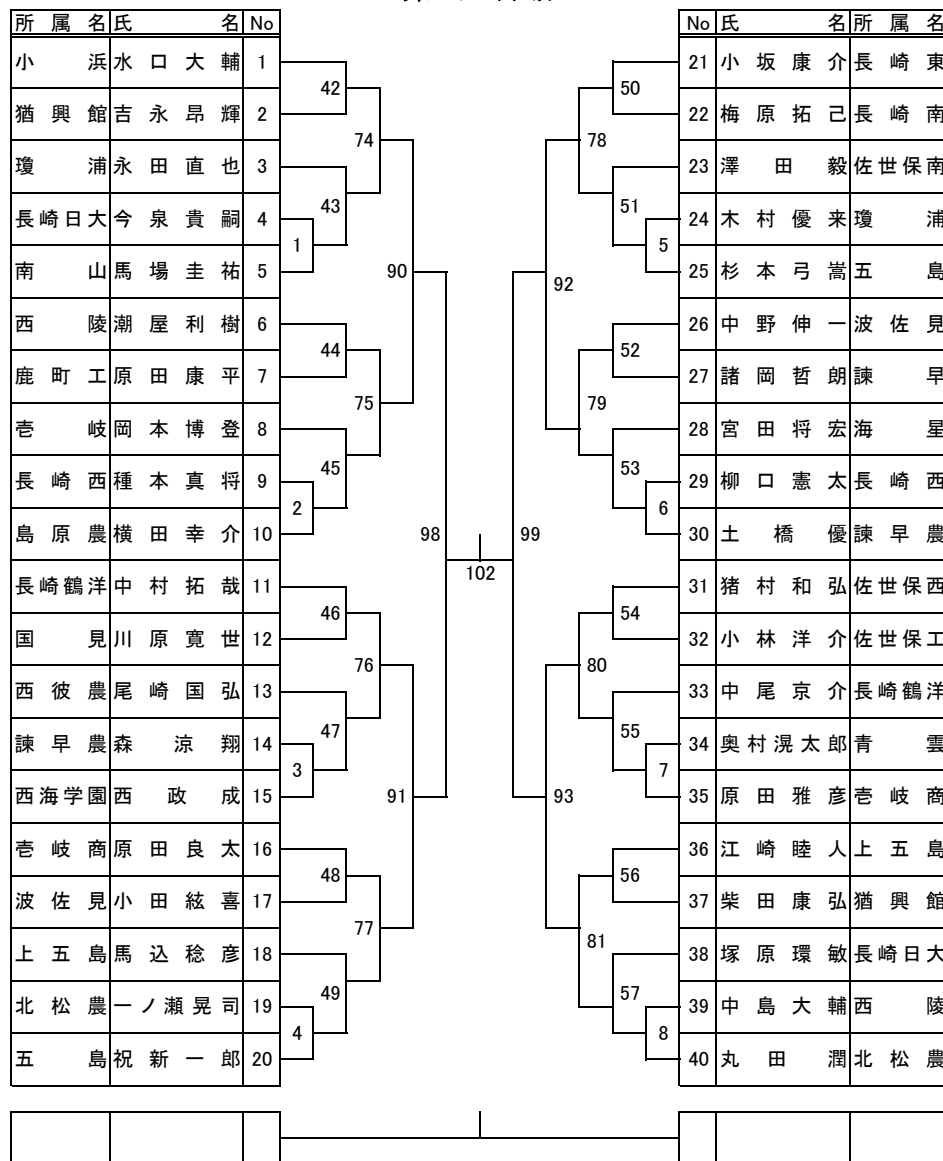 所属名 氏名 No
小浜 水口大輔 1
猶興館 吉永昂輝 2
瓊浦 永田直也 3
長崎日大 今泉貴嗣 4
南山 馬場圭祐 5
西陵 潮屋利樹 6
鹿町工 原田康平 7
壱岐 岡本博登 8
長崎西 種本真将 9
島原農 横田幸介 10
長崎鶴洋 中村拓哉 11
国見 川原寛世 12
西彼農 尾崎国弘 13
諫早農 森涼翔 14
西海学園 西政成 15
壱岐商 原田良太 16
波佐見 小田絃喜 17
上五島 馬込稔彦 18
北松農 一ノ瀬晃司 19
五島 祝新一郎 20
42
74
43
1
90
44
75
45
2
98
46
76
47
3
91
48
77
49
4
102
50
78
51
5
92
52
79
53
6
99
54
80
55
7
93
56
81
57
8
No 氏名 所属名
21 小坂康介 長崎東
22 梅原拓己 長崎南
23 澤田毅 佐世保南
24 木村優来 瓊浦
25 杉本弓嵩 五島
26 中野伸一 波佐見
27 諸岡哲朗 諫早
28 宮田将宏 海星
29 柳口憲太 長崎西
30 土橋優 諫早農
31 猪村和弘 佐世保西
32 小林洋介 佐世保工
33 中尾京介 長崎鶴洋
34 奥村滉太郎 青雲
35 原田雅彦 壱岐商
36 江崎睦人 上五島
37 柴田康弘 猶興館
38 塚原環敏 長崎日大
39 中島大輔 西陵
40 丸田潤 北松農